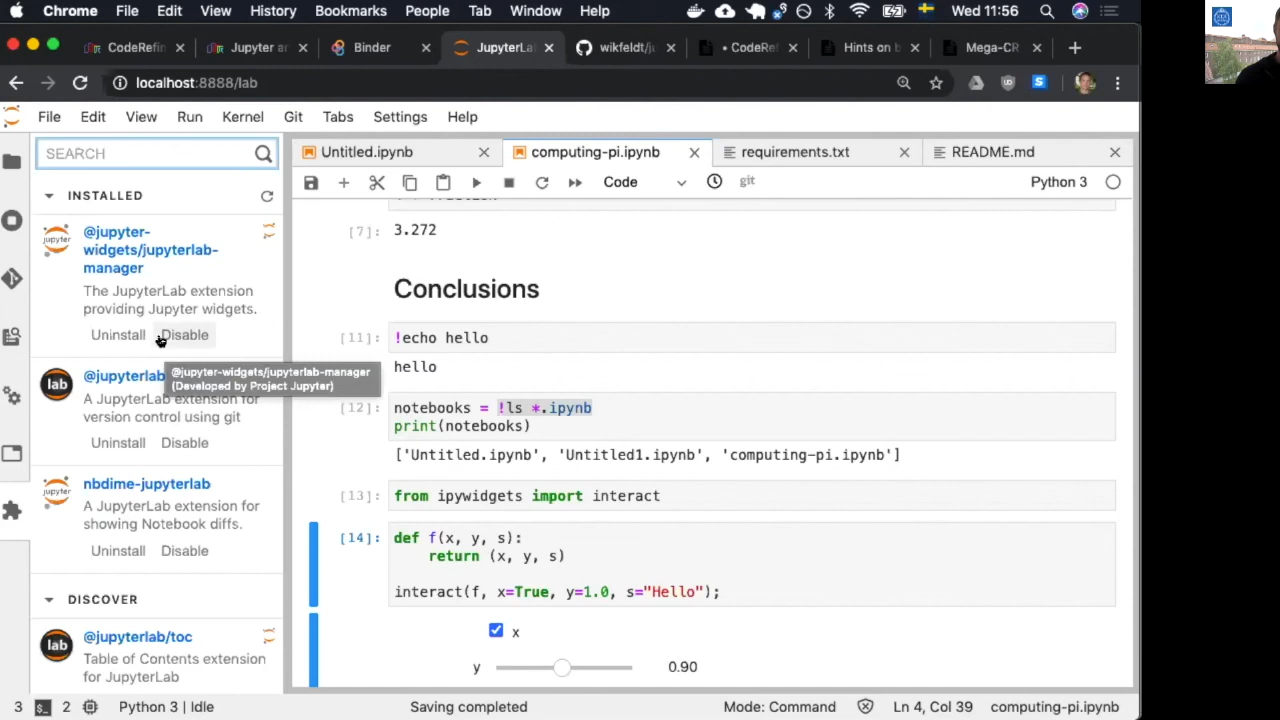 Chrome File Edit View History Bookmarks People Tab Window Help Wed 11:56
CodeRefin Jupyter an Binder JupyterLa wikfeldt/ju • CodeRef Hints on b Mega-CR
localhost:8888/lab
File Edit View Run Kernel Git Tabs Settings Help
SEARCH
Untitled.ipynb computing-pi.ipynb requirements.txt README.md
Code git Python 3
INSTALLED
@jupyter-
widgets/jupyterlab-
manager
The JupyterLab extension
providing Jupyter widgets.
Uninstall Disable
@jupyter-widgets/jupyterlab-manager
(Developed by Project Jupyter)
lab
@jupyterlab
A JupyterLab extension for
version control using git
Uninstall Disable
jupyter
nbdime-jupyterlab
A JupyterLab extension for
showing Notebook diffs.
Uninstall Disable
DISCOVER
lab
@jupyterlab/toc
Table of Contents extension
for JupyterLab
[7]: 3.272
Conclusions
[11]: !echo hello
hello
[12]: notebooks = !ls *.ipynb
print(notebooks)
['Untitled.ipynb', 'Untitled1.ipynb', 'computing-pi.ipynb']
[13]: from ipywidgets import interact
[14]: def f(x, y, s):
return (x, y, s)
interact(f, x=True, y=1.0, s="Hello");
x
y 0.90
3 2 Python 3 | Idle Saving completed Mode: Command Ln 4, Col 39 computing-pi.ipynb